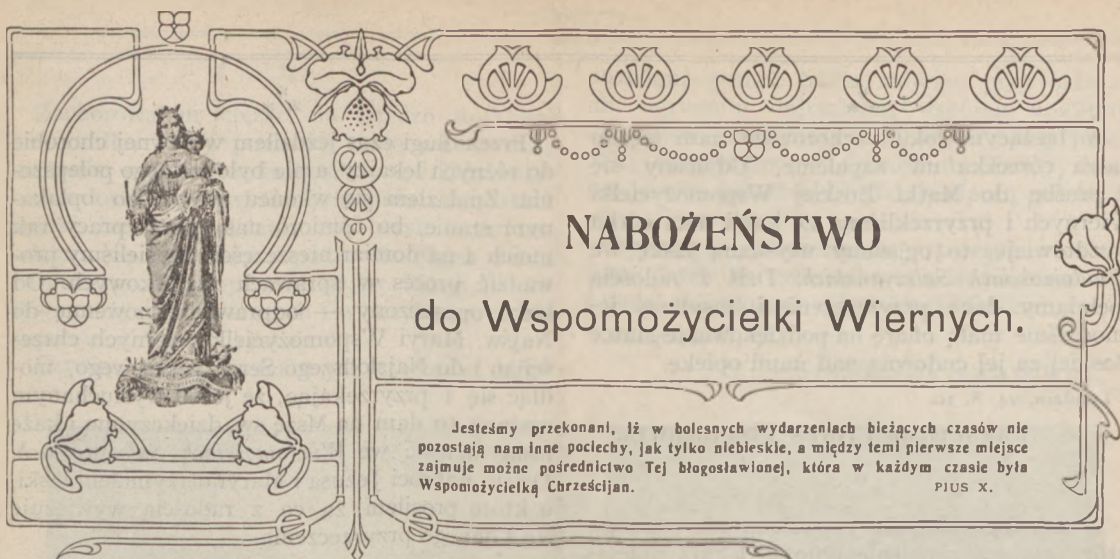 NABOŻEŃSTWO
do Wspomożycielki Wiernych.
Jesteśmy przekonani, iż w bolesnych wydarzeniach bieżących czasów nie
pozostają nam inne pociechy, jak tylko niebieskie, a między temi pierwsze miejsce
zajmuje możne pośrednictwo Tej błogosławionej, która w każdym czasie była
Wspomożycielką Chrześcijan. PIUS X.